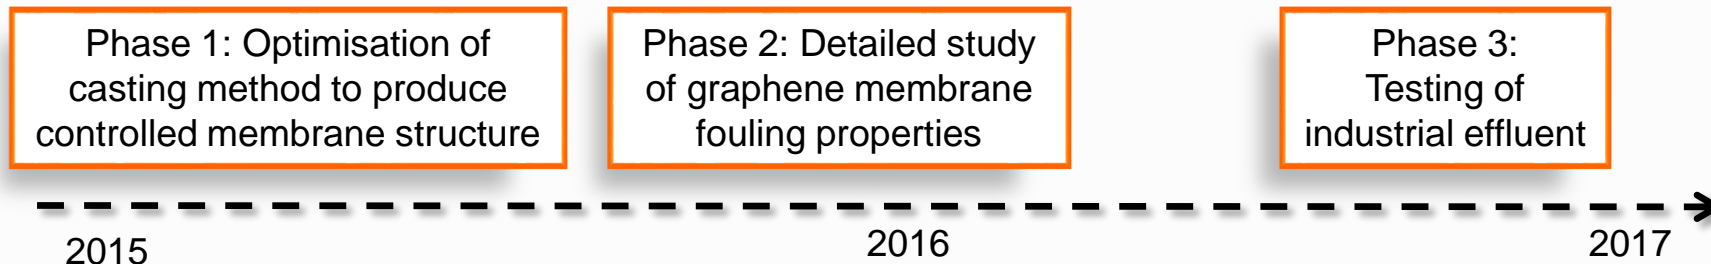 Phase 1: Optimisation of
casting method to produce
controlled membrane structure
Phase 2: Detailed study
of graphene membrane
fouling properties
Phase 3:
Testing of
industrial effluent
2015
2016
2017